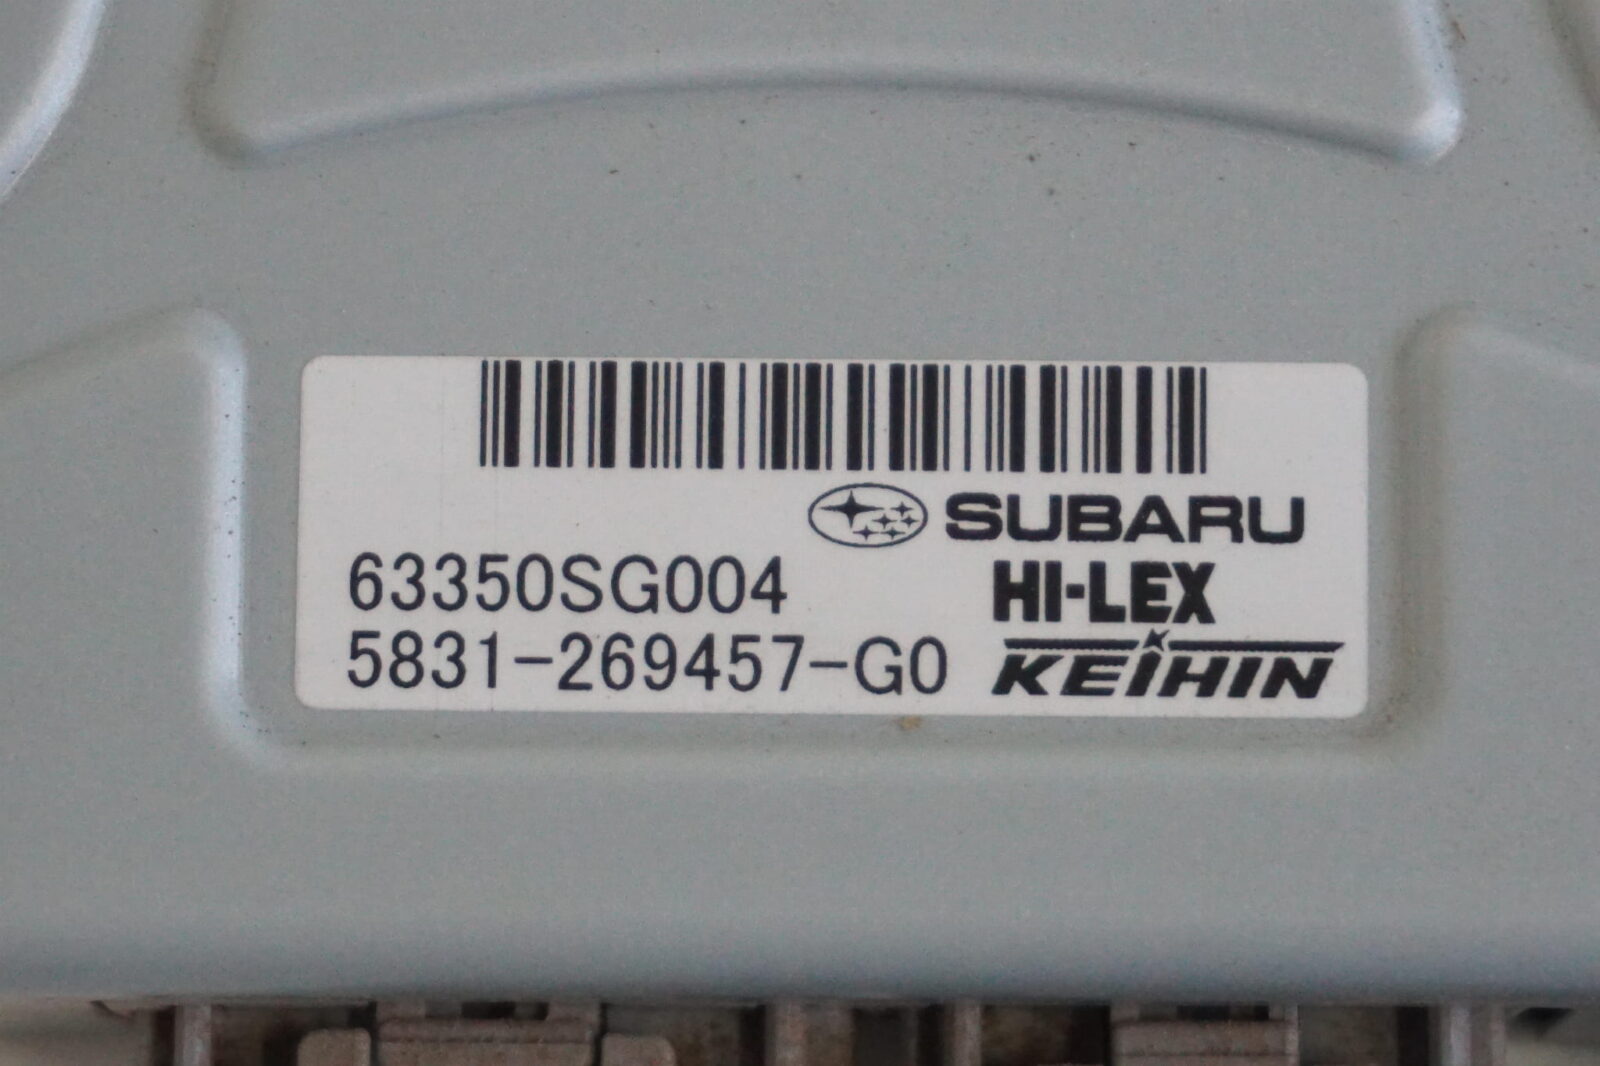 SUBARU
63350SG004 HI-LEX
5831-269457-G0 KEIHIN